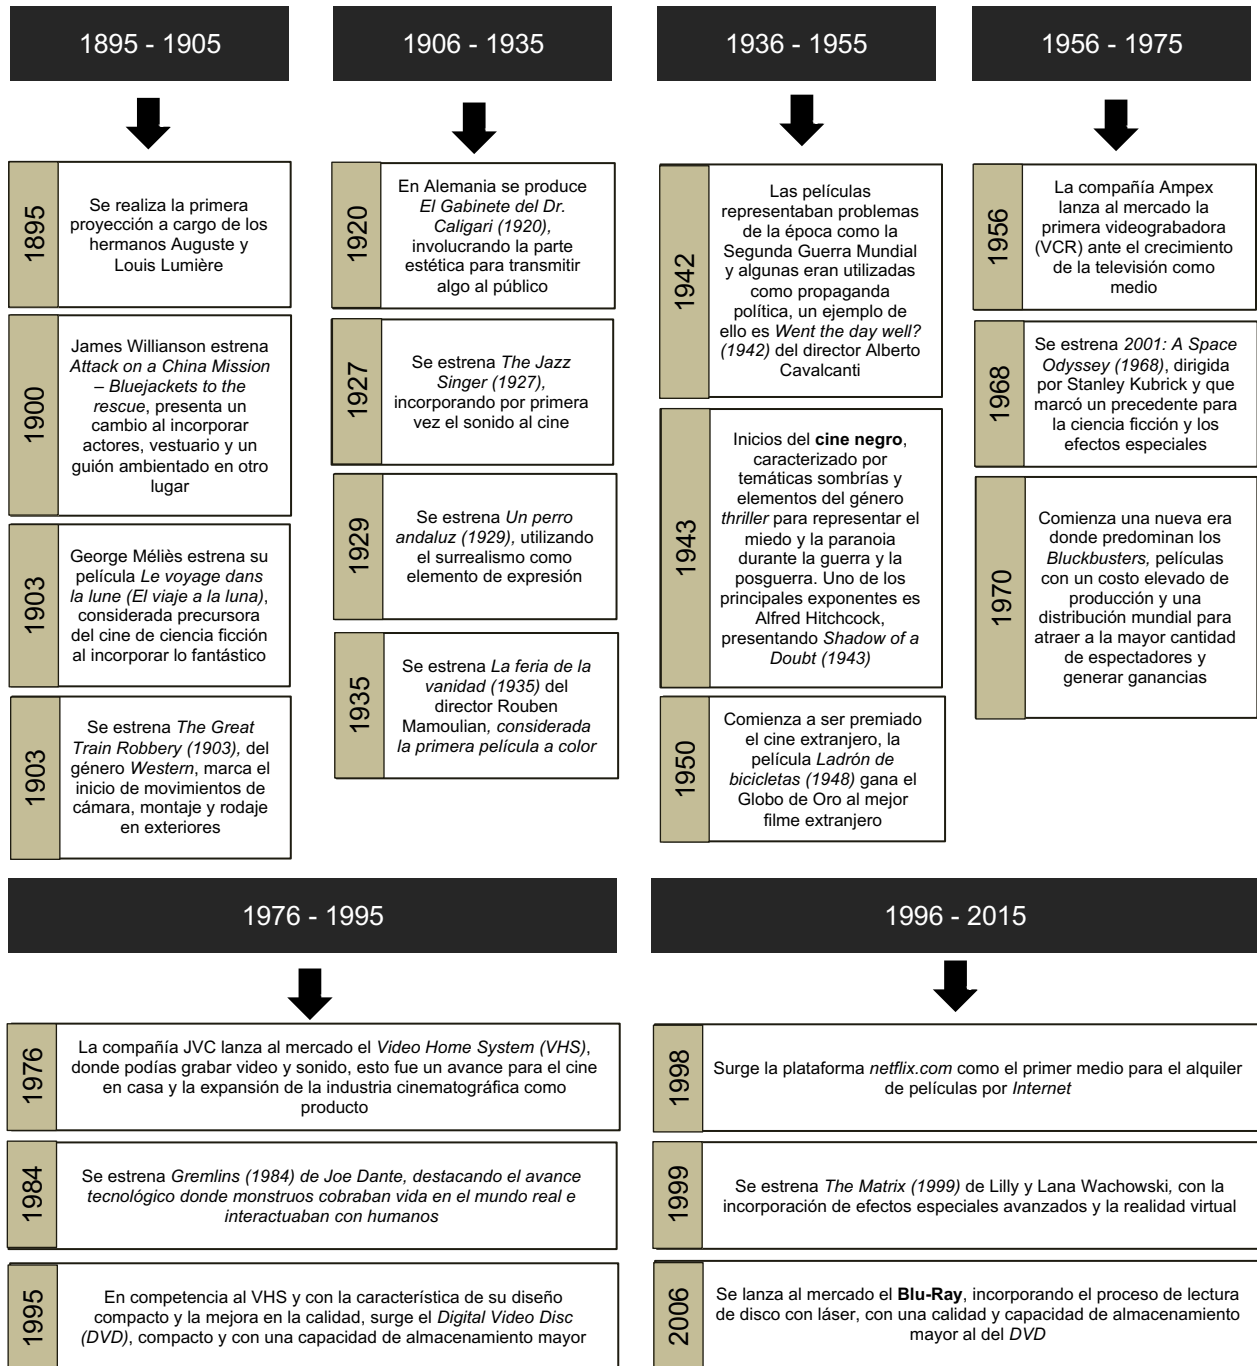 1895 - 1905
1895
Se realiza la primera
proyección a cargo de los
hermanos Auguste y
Louis Lumière
1900
James Willianson estrena
Attack on a China Mission
– Bluejackets to the
rescue, presenta un
cambio al incorporar
actores, vestuario y un
guión ambientado en otro
lugar
1903
George Méliès estrena su
película Le voyage dans
la lune (El viaje a la luna),
considerada precursora
del cine de ciencia ficción
al incorporar lo fantástico
1903
Se estrena The Great
Train Robbery (1903), del
género Western, marca el
inicio de movimientos de
cámara, montaje y rodaje
en exteriores
1906 - 1935
1920
En Alemania se produce
El Gabinete del Dr.
Caligari (1920),
involucrando la parte
estética para transmitir
algo al público
1927
Se estrena The Jazz
Singer (1927),
incorporando por primera
vez el sonido al cine
1929
Se estrena Un perro
andaluz (1929), utilizando
el surrealismo como
elemento de expresión
1935
Se estrena La feria de la
vanidad (1935) del
director Rouben
Mamoulian, considerada
la primera película a color
1936 - 1955
1942
Las películas
representaban problemas
de la época como la
Segunda Guerra Mundial
y algunas eran utilizadas
como propaganda
política, un ejemplo de
ello es Went the day well?
(1942) del director Alberto
Cavalcanti
1943
Inicios del cine negro,
caracterizado por
temáticas sombrías y
elementos del género
thriller para representar el
miedo y la paranoia
durante la guerra y la
posguerra. Uno de los
principales exponentes es
Alfred Hitchcock,
presentando Shadow of a
Doubt (1943)
1950
Comienza a ser premiado
el cine extranjero, la
película Ladrón de
bicicletas (1948) gana el
Globo de Oro al mejor
filme extranjero
1956 - 1975
1956
La compañía Ampex
lanza al mercado la
primera videograbadora
(VCR) ante el crecimiento
de la televisión como
medio
1968
Se estrena 2001: A Space
Odyssey (1968), dirigida
por Stanley Kubrick y que
marcó un precedente para
la ciencia ficción y los
efectos especiales
1970
Comienza una nueva era
donde predominan los
Bluckbusters, películas
con un costo elevado de
producción y una
distribución mundial para
atraer a la mayor cantidad
de espectadores y
generar ganancias
1976 - 1995
1976
La compañía JVC lanza al mercado el Video Home System (VHS),
donde podías grabar video y sonido, esto fue un avance para el cine
en casa y la expansión de la industria cinematográfica como
producto
1984
Se estrena Gremlins (1984) de Joe Dante, destacando el avance
tecnológico donde monstruos cobraban vida en el mundo real e
interactuaban con humanos
1995
En competencia al VHS y con la característica de su diseño
compacto y la mejora en la calidad, surge el Digital Video Disc
(DVD), compacto y con una capacidad de almacenamiento mayor
1996 - 2015
1998
Surge la plataforma netflix.com como el primer medio para el alquiler
de películas por Internet
1999
Se estrena The Matrix (1999) de Lilly y Lana Wachowski, con la
incorporación de efectos especiales avanzados y la realidad virtual
2006
Se lanza al mercado el Blu-Ray, incorporando el proceso de lectura
de disco con láser, con una calidad y capacidad de almacenamiento
mayor al del DVD